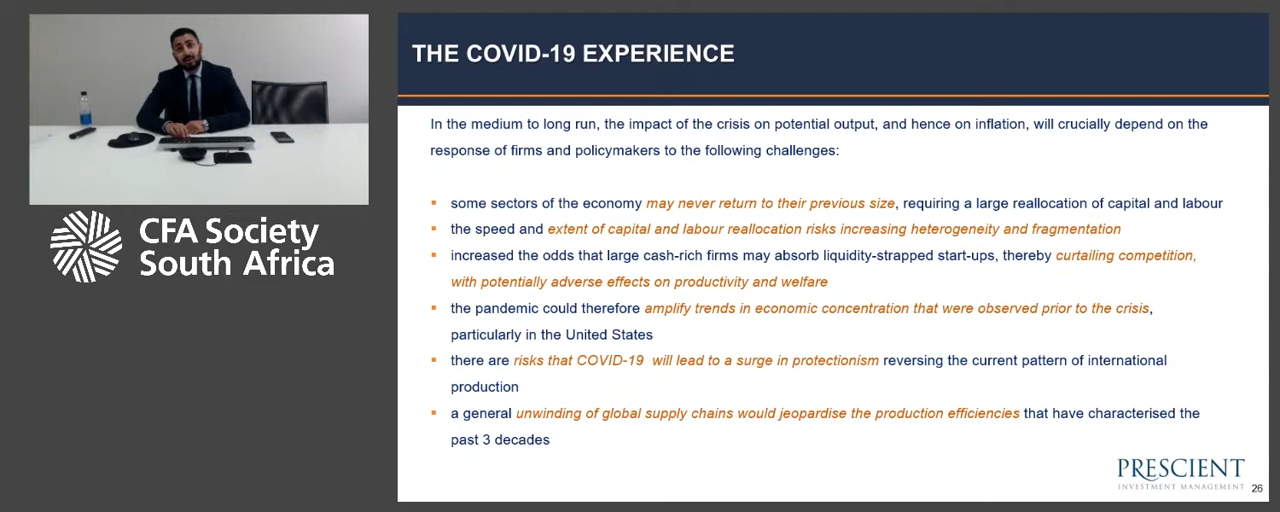 THE COVID-19 EXPERIENCE
In the medium to long run, the impact of the crisis on potential output, and hence on inflation, will crucially depend on the
response of firms and policymakers to the following challenges:
▪ some sectors of the economy may never return to their previous size, requiring a large reallocation of capital and labour
▪ the speed and extent of capital and labour reallocation risks increasing heterogeneity and fragmentation
▪ increased the odds that large cash-rich firms may absorb liquidity-strapped start-ups, thereby curtailing competition,
with potentially adverse effects on productivity and welfare
▪ the pandemic could therefore amplify trends in economic concentration that were observed prior to the crisis,
particularly in the United States
▪ there are risks that COVID-19 will lead to a surge in protectionism reversing the current pattern of international
production
▪ a general unwinding of global supply chains would jeopardise the production efficiencies that have characterised the
past 3 decades
CFA Society
South Africa
PRESCIENT
INVESTMENT MANAGEMENT
26